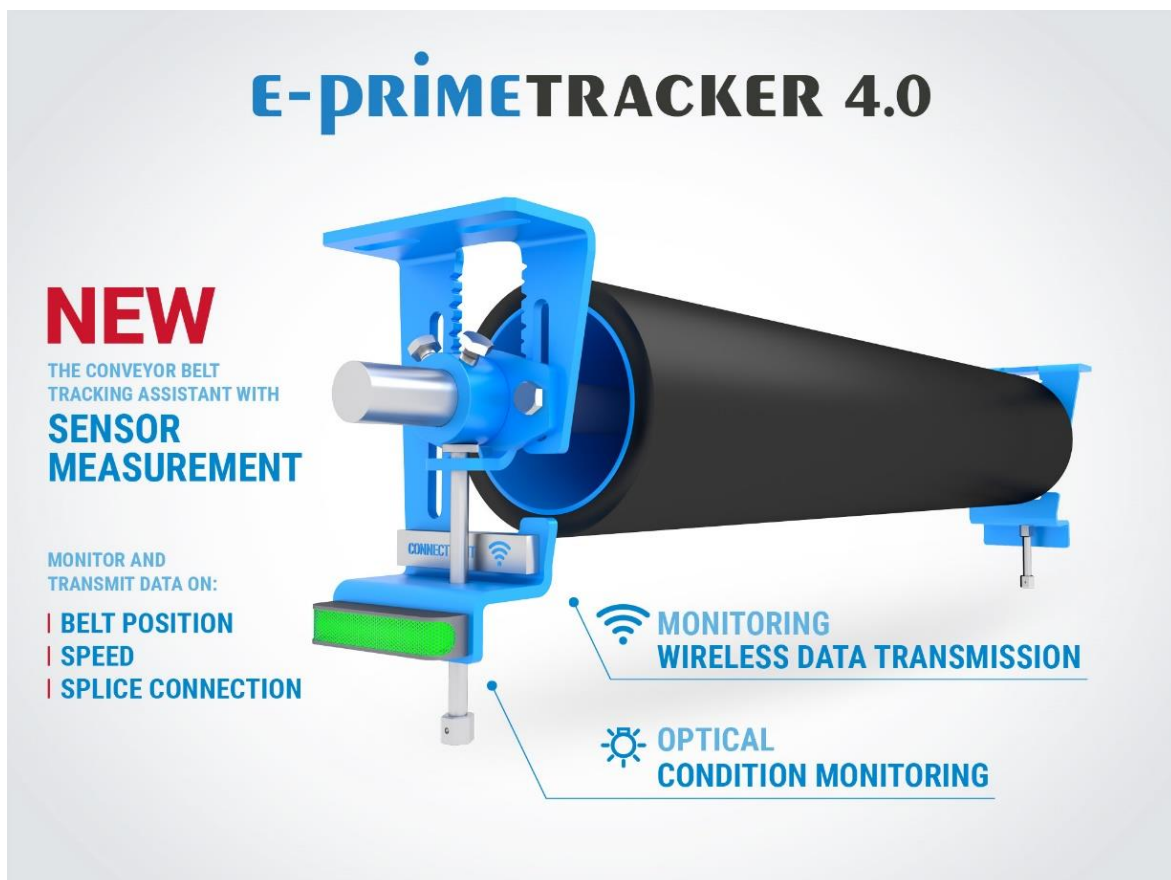 E-PRIMETRACKER 4.0
NEW
THE CONVEYOR BELT
TRACKING ASSISTANT WITH
SENSOR
MEASUREMENT
MONITOR AND
TRANSMIT DATA ON:
BELT POSITION
SPEED
SPLICE CONNECTION
MONITORING
WIRELESS DATA TRANSMISSION
OPTICAL
CONDITION MONITORING